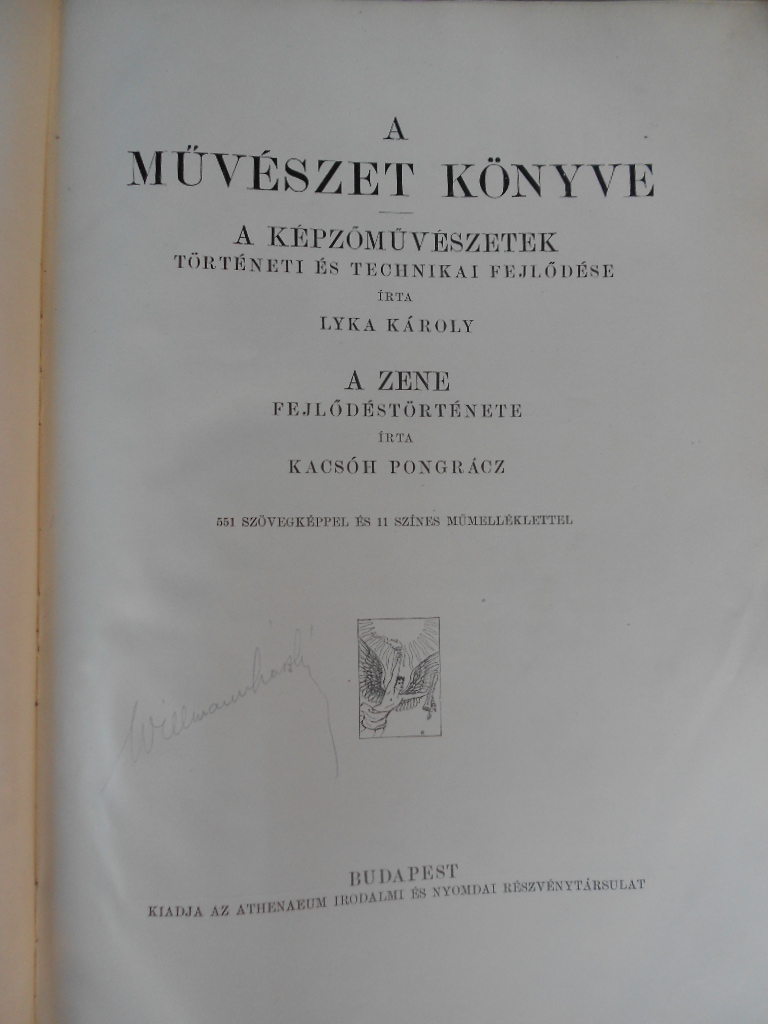 A
MŰVÉSZET KÖNYVE
A KÉPZŐMŰVÉSZETEK
TÖRTÉNETI ÉS TECHNIKAI FEJLŐDÉSE
ÍRTA
LYKA KÁROLY
A ZENE
FEJLŐDÉSTÖRTÉNETE
ÍRTA
KACSÓH PONGRÁCZ
551 SZÖVEGKÉPPEL ÉS 11 SZÍNES MŰMELLÉKLETTEL
BUDAPEST
KIADJA AZ ATHENAEUM IRODALMI ÉS NYOMDAI RÉSZVÉNYTÁRSULAT